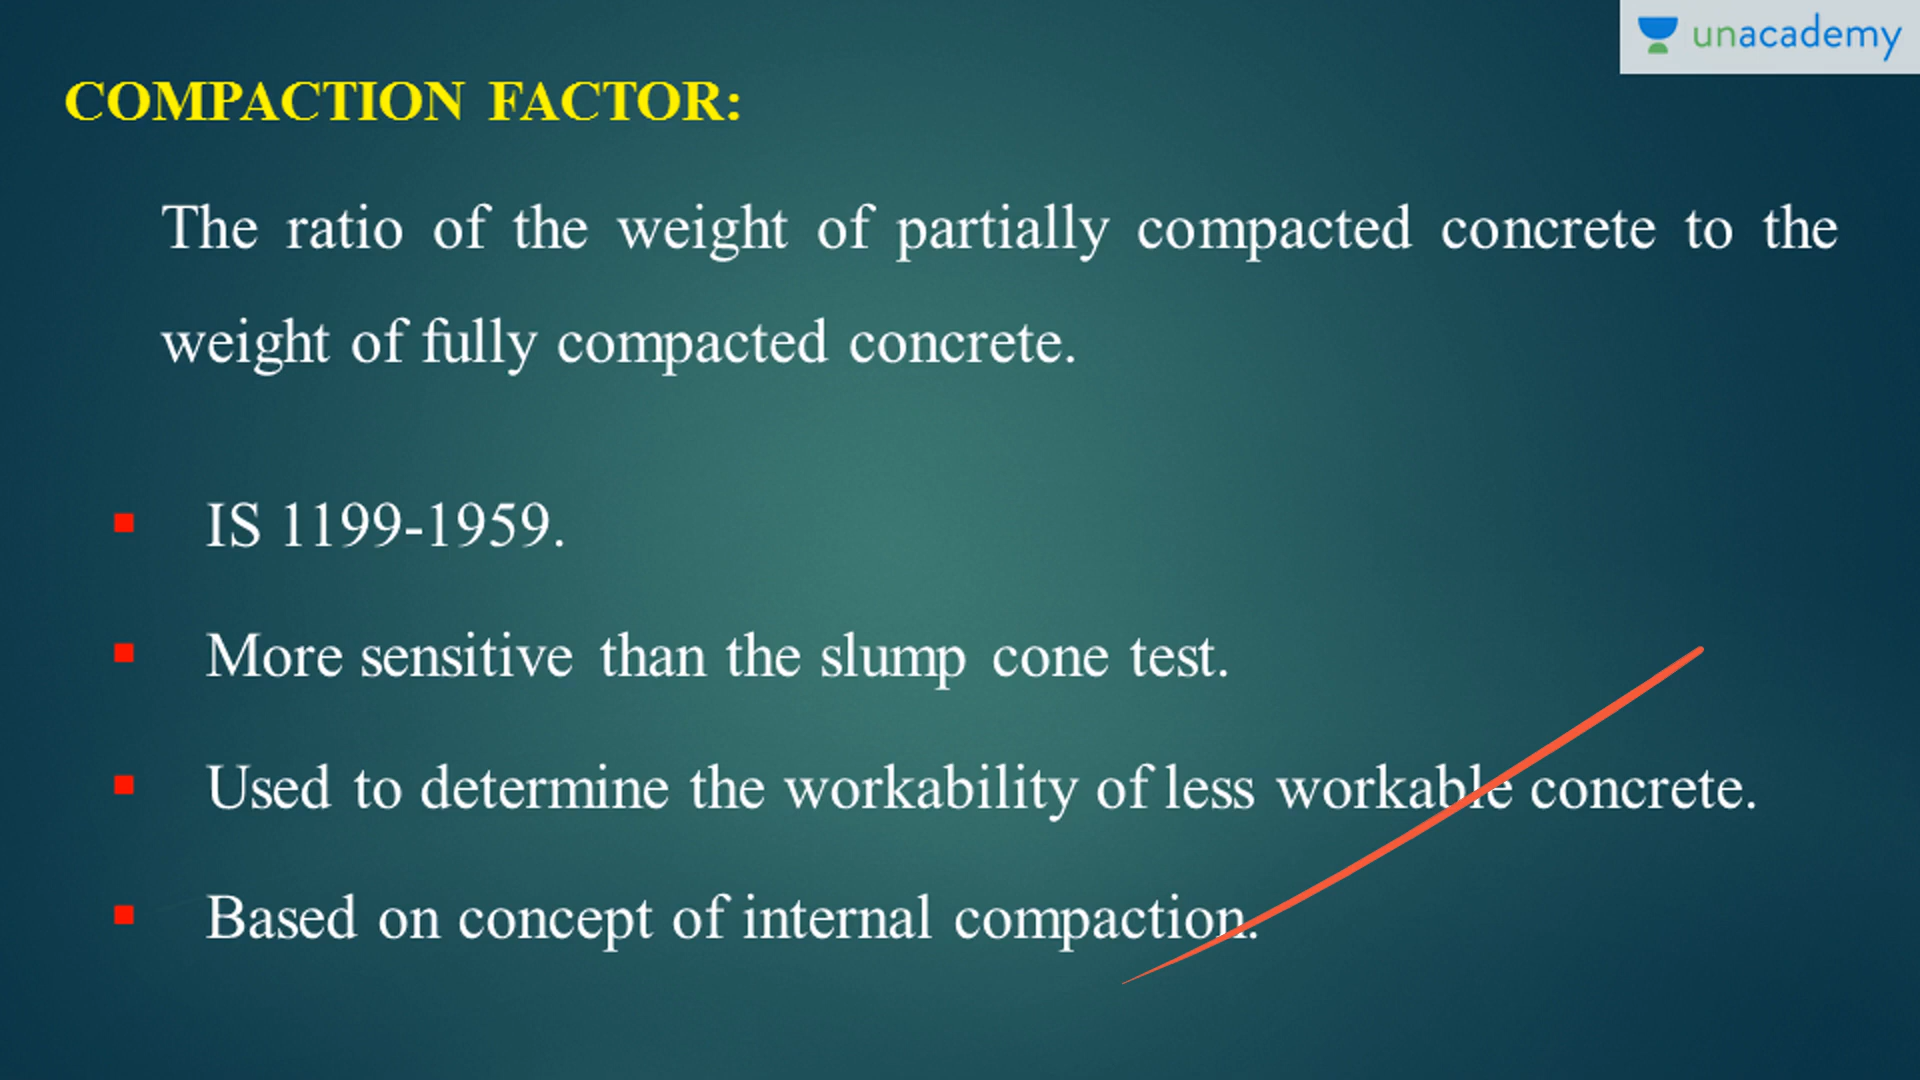 unacademy
COMPACTION FACTOR:
The ratio of the weight of partially compacted concrete to the
weight of fully compacted concrete.
IS 1199-1959.
More sensitive than the slump cone test.
Used to determine the workability of less workable concrete.
Based on concept of internal compaction.